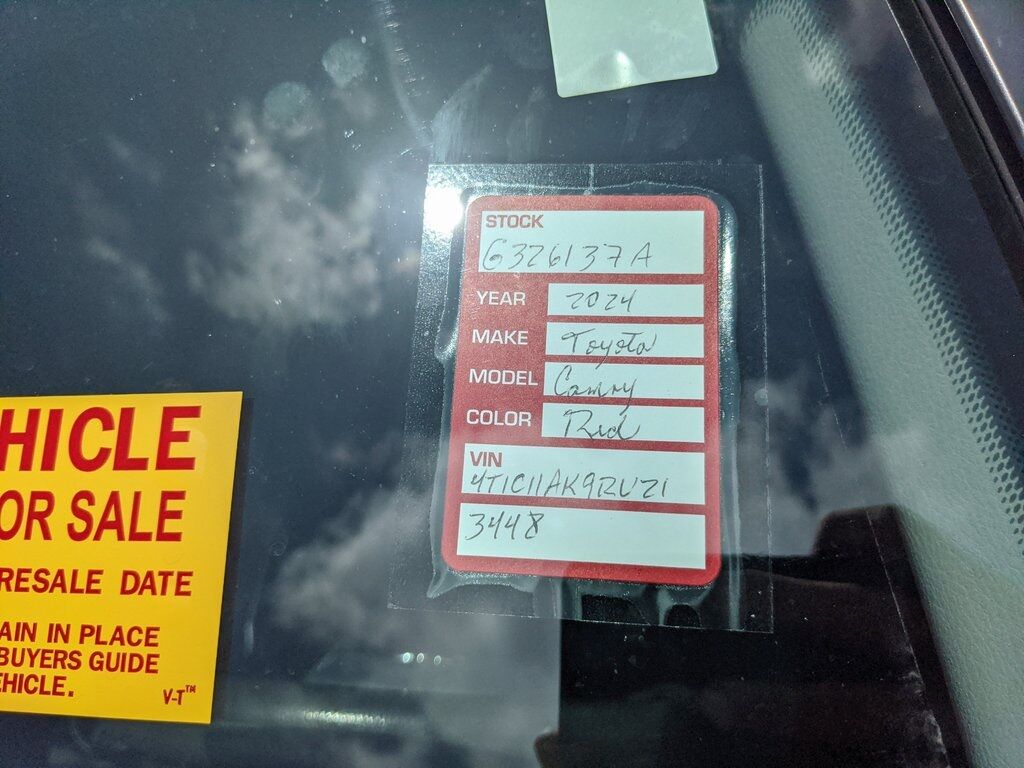 STOCK
G326137A
YEAR 2024
MAKE Toyota
MODEL Camry
COLOR Red
VIN
4T1C11AK9RU21
3448
HICLE
OR SALE
RESALE DATE
AIN IN PLACE
BUYERS GUIDE
EHICLE.
V-T™